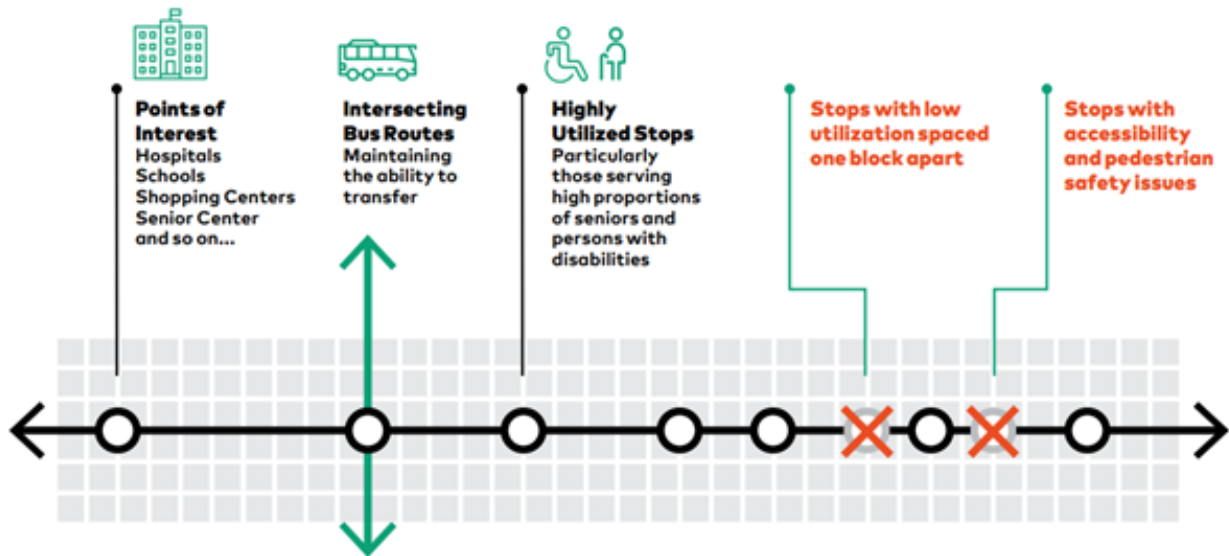 Points of
Interest
Hospitals
Schools
Shopping Centers
Senior Center
and so on...
Intersecting
Bus Routes
Maintaining
the ability to
transfer
Highly
Utilized Stops
Particularly
those serving
high proportions
of seniors and
persons with
disabilities
Stops with low
utilization spaced
one block apart
Stops with
accessibility
and pedestrian
safety issues